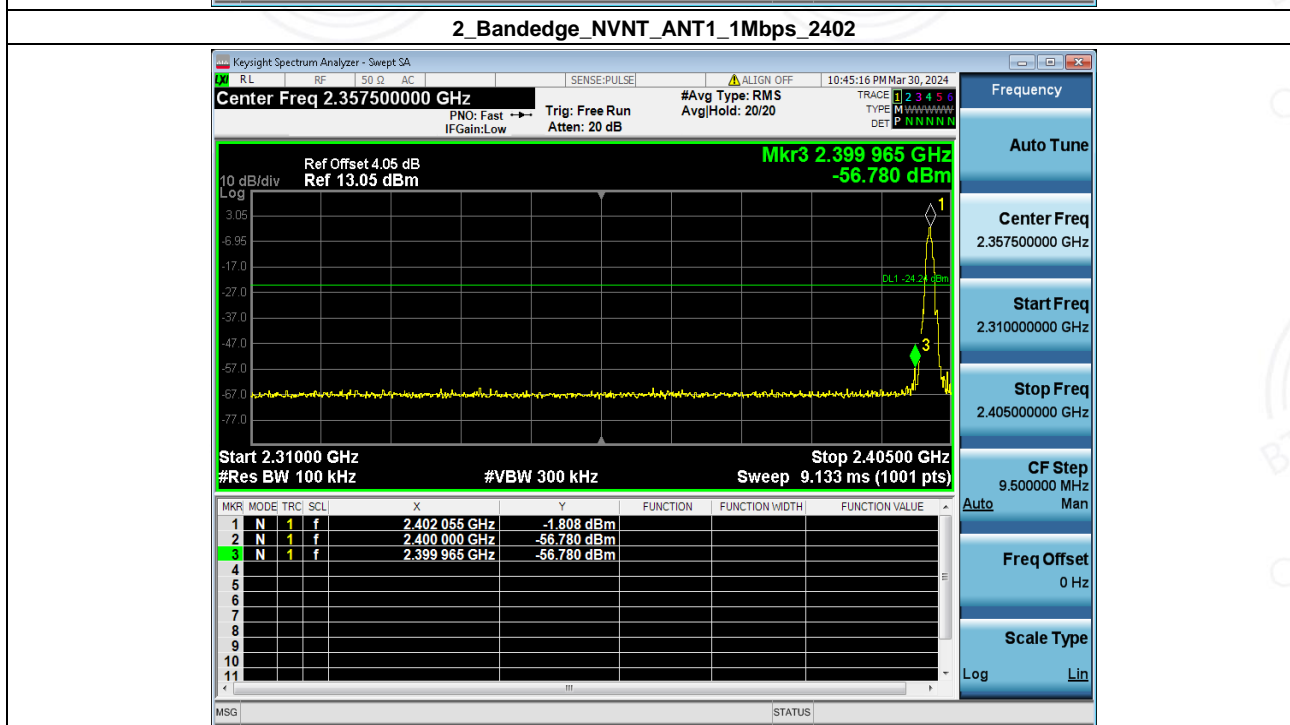 2_Bandedge_NVNT_ANT1_1Mbps_2402
Keysight Spectrum Analyzer - Swept SA
LXI RL RF 50 Ω AC SENSE:PULSE ALIGN OFF 10:45:16 PM Mar 30, 2024
Center Freq 2.357500000 GHz
PNO: Fast
IFGain:Low
Trig: Free Run
Atten: 20 dB
#Avg Type: RMS
Avg|Hold: 20/20
TRACE 1 2 3 4 5 6
TYPE M WWWWW
DET P N N N N N
Ref Offset 4.05 dB
10 dB/div Ref 13.05 dBm
Log
Mkr3 2.399 965 GHz
-56.780 dBm
3.05
-6.95
-17.0
-27.0
-37.0
-47.0
-57.0
-67.0
-77.0
1
DL1 -24.24 dBm
3
Start 2.31000 GHz Stop 2.40500 GHz
#Res BW 100 kHz #VBW 300 kHz Sweep 9.133 ms (1001 pts)
MKR MODE TRC SCL X Y FUNCTION FUNCTION WIDTH FUNCTION VALUE
1 N 1 f 2.402 055 GHz -1.808 dBm
2 N 1 f 2.400 000 GHz -56.780 dBm
3 N 1 f 2.399 965 GHz -56.780 dBm
4
5
6
7
8
9
10
11
MSG STATUS
Frequency
Auto Tune
Center Freq
2.357500000 GHz
Start Freq
2.310000000 GHz
Stop Freq
2.405000000 GHz
CF Step
9.500000 MHz
Auto Man
Freq Offset
0 Hz
Scale Type
Log Lin